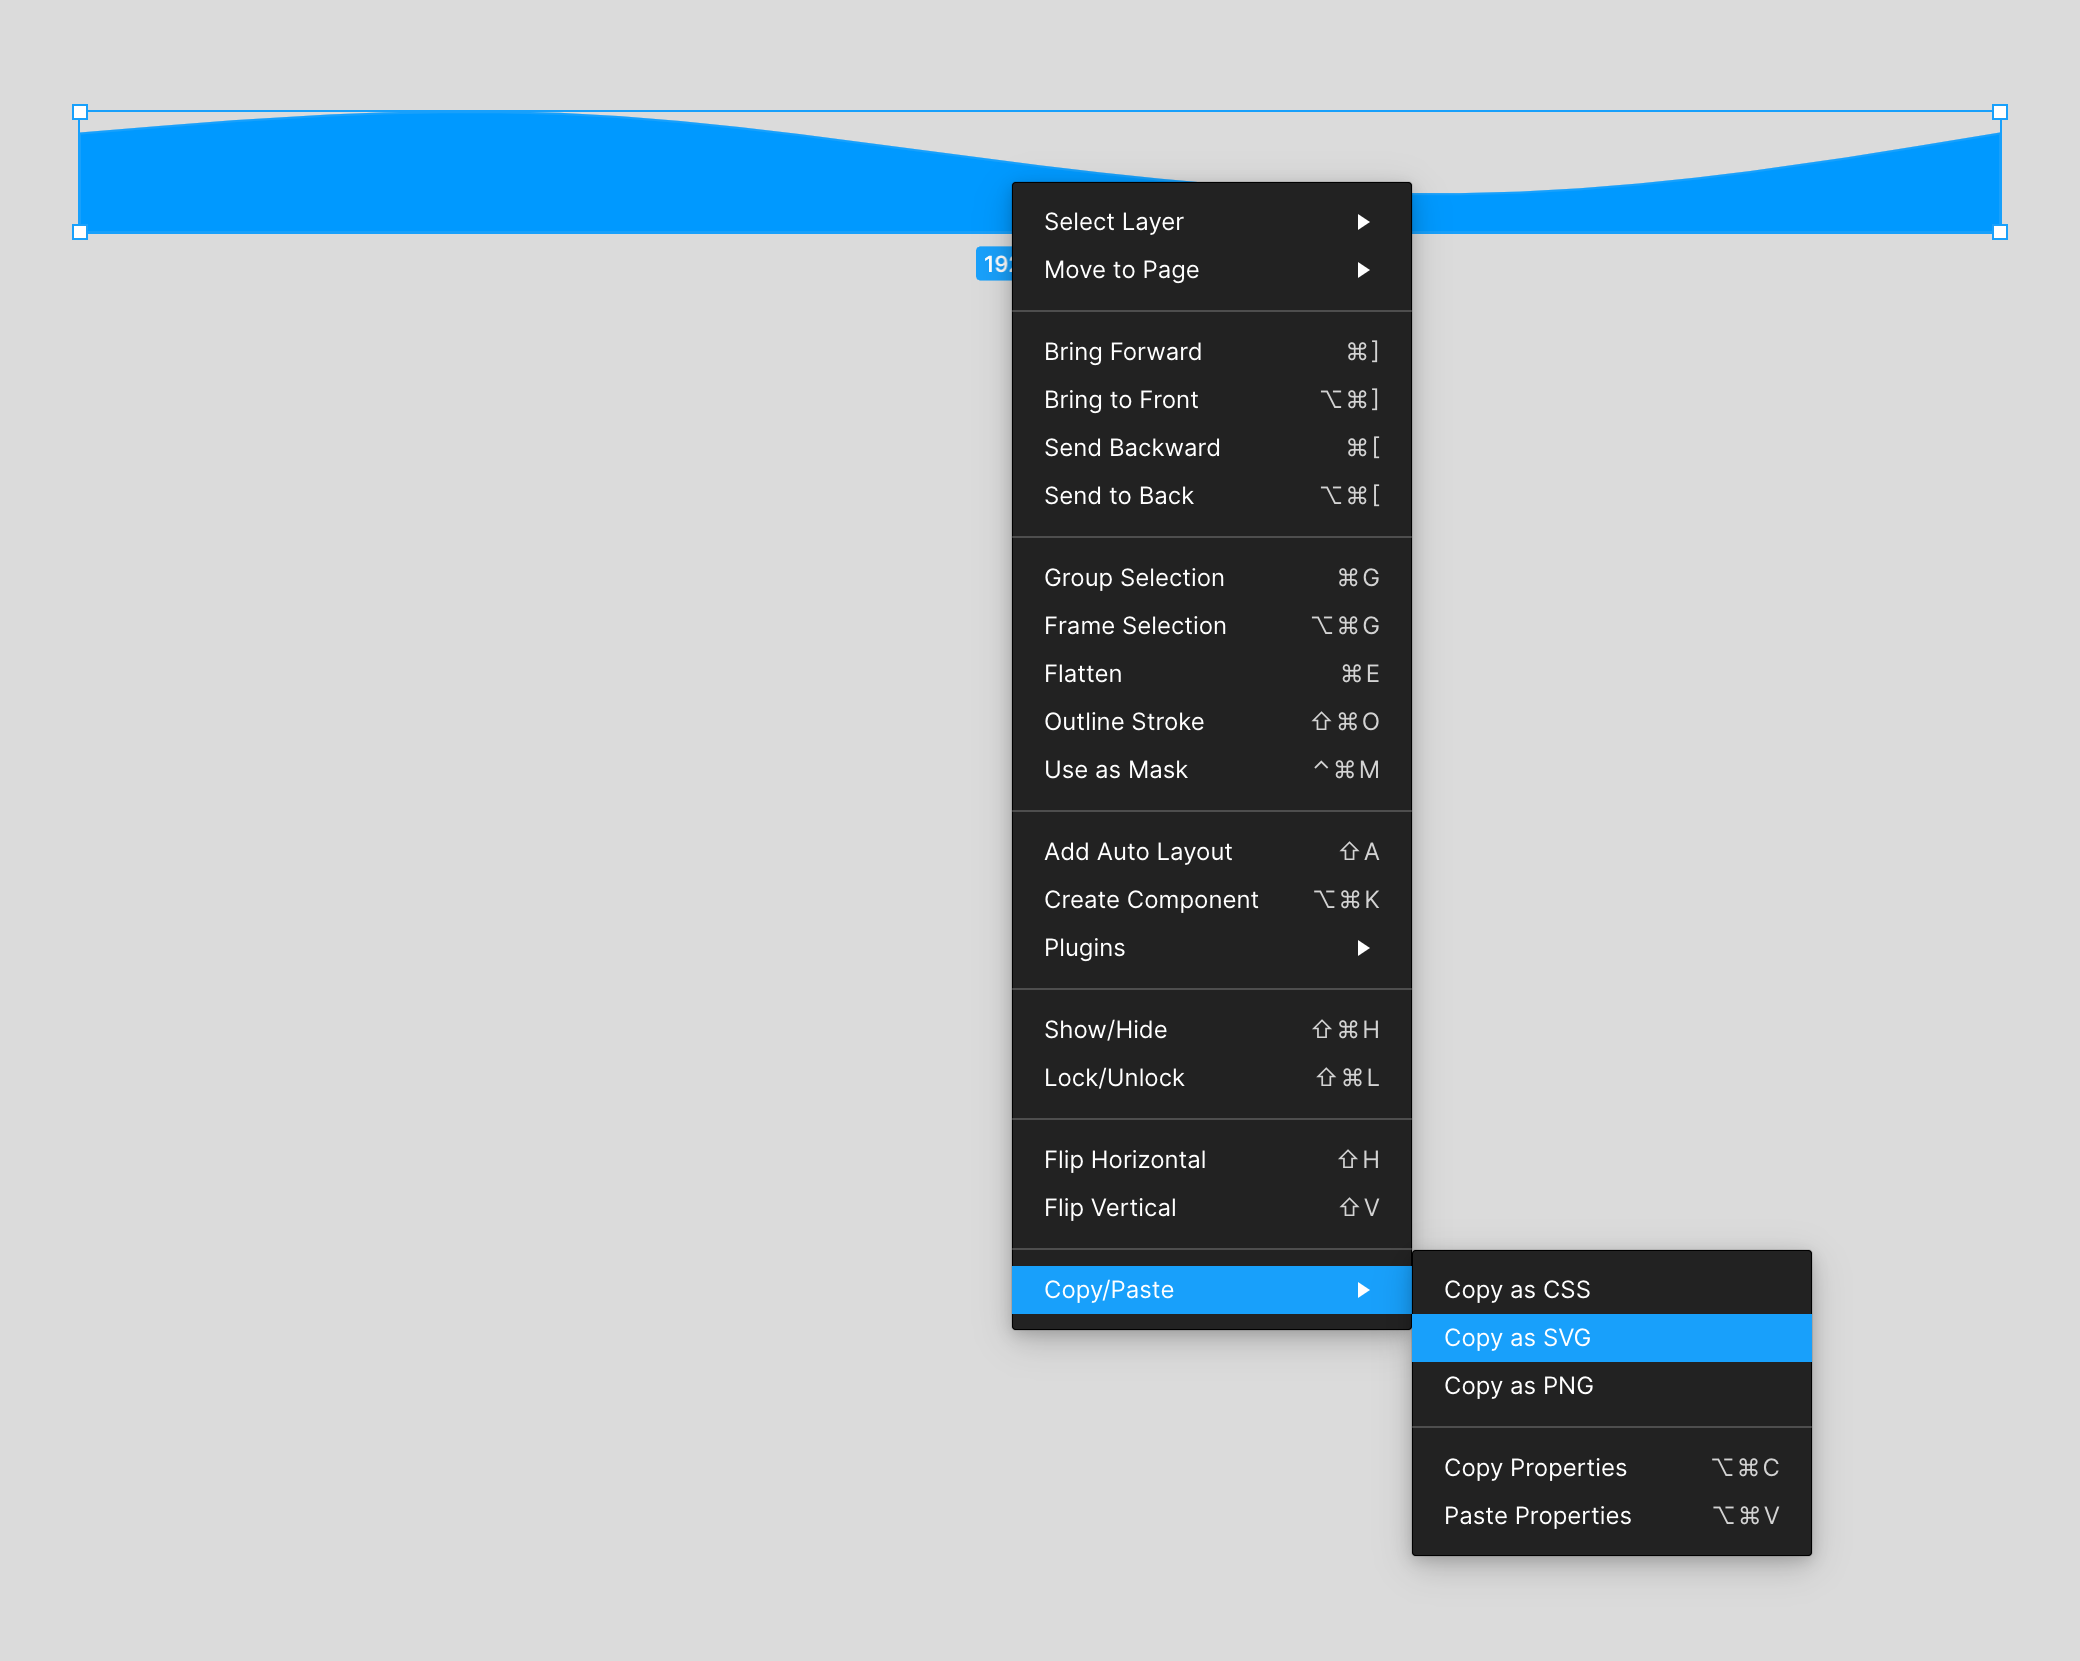 Select Layer
Move to Page
Bring Forward ⌘]
Bring to Front ⌥⌘]
Send Backward ⌘[
Send to Back ⌥⌘[
Group Selection ⌘G
Frame Selection ⌥⌘G
Flatten ⌘E
Outline Stroke ⇧⌘O
Use as Mask ^⌘M
Add Auto Layout ⇧A
Create Component ⌥⌘K
Plugins
Show/Hide ⇧⌘H
Lock/Unlock ⇧⌘L
Flip Horizontal ⇧H
Flip Vertical ⇧V
Copy/Paste
Copy as CSS
Copy as SVG
Copy as PNG
Copy Properties ⌥⌘C
Paste Properties ⌥⌘V